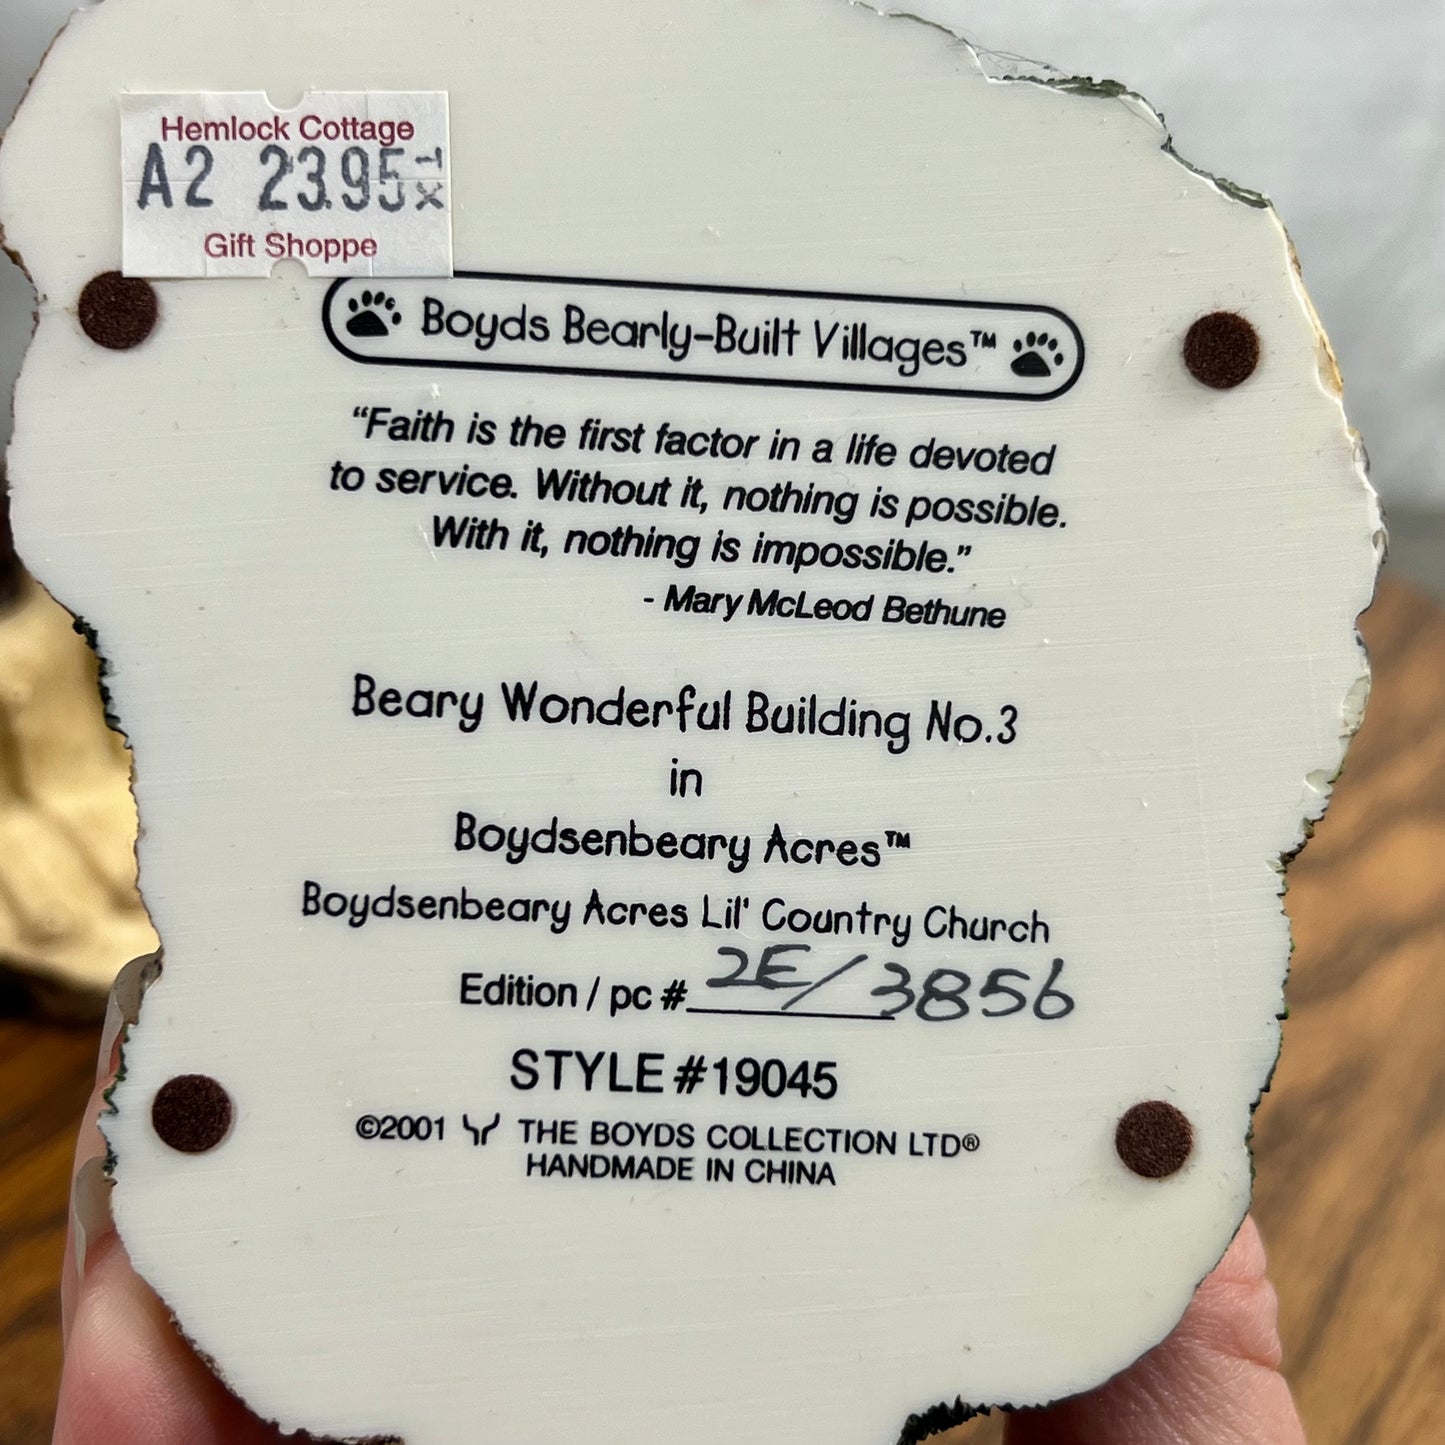 Hemlock Cottage
A2 23.95
Gift Shoppe
Boyds Bearly-Built Villages™
“Faith is the first factor in a life devoted
to service. Without it, nothing is possible.
With it, nothing is impossible.”
- Mary McLeod Bethune
Beary Wonderful Building No.3
in
Boydsenbeary Acres™
Boydsenbeary Acres Lil' Country Church
Edition / pc # 2E/3856
STYLE #19045
©2001 THE BOYDS COLLECTION LTD®
HANDMADE IN CHINA